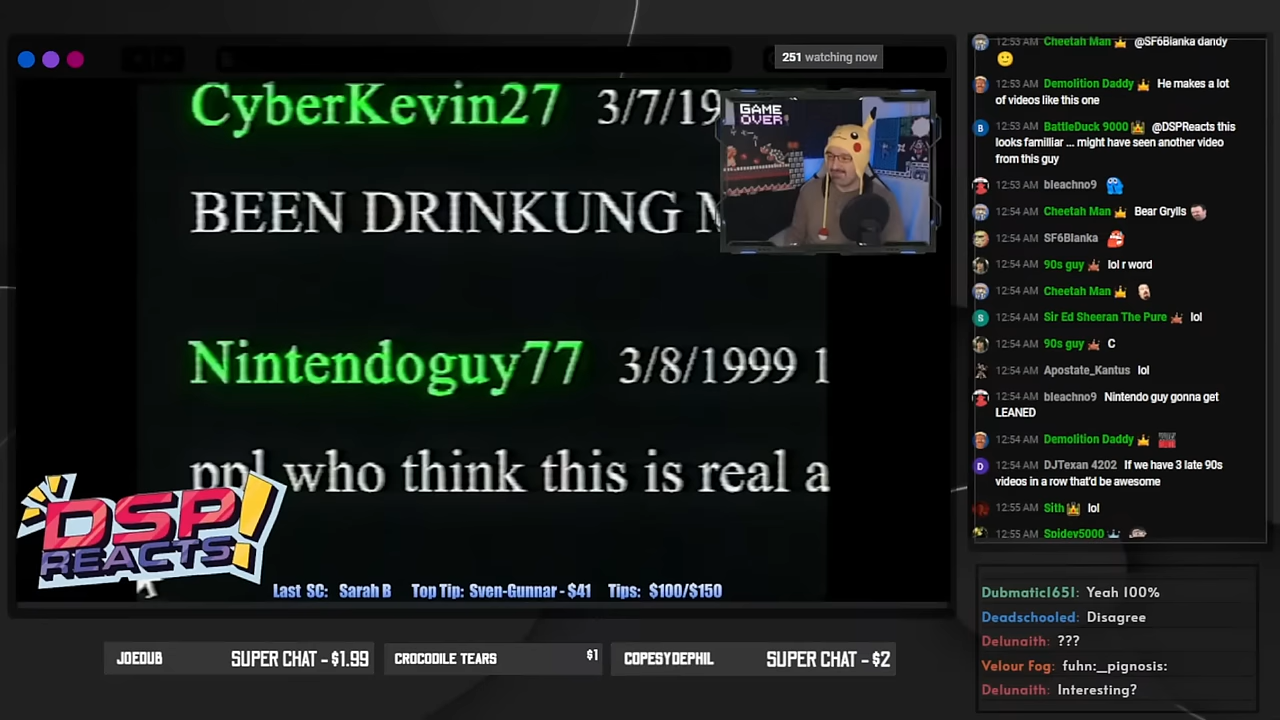 251 watching now
CyberKevin27 3/7/19
BEEN DRINKUNG
Nintendoguy77 3/8/1999 1
ppl who think this is real a
GAME
OVER
DSP
REACTS!
Last SC: Sarah B Top Tip: Sven-Gunnar - $41 Tips: $100/$150
JOEDUB SUPER CHAT - $1.99
CROCODILE TEARS $1
COPESYDEPHIL SUPER CHAT - $2
12:53 AM Cheetah Man @SF6Blanka dandy
12:53 AM Demolition Daddy He makes a lot
of videos like this one
B 12:53 AM BattleDuck 9000 @DSPReacts this
looks familliar ... might have seen another video
from this guy
12:53 AM bleachno9
12:54 AM Cheetah Man Bear Grylls
12:54 AM SF6Blanka
12:54 AM 90s guy lol r word
12:54 AM Cheetah Man
S 12:54 AM Sir Ed Sheeran The Pure lol
12:54 AM 90s guy C
12:54 AM Apostate_Kantus lol
12:54 AM bleachno9 Nintendo guy gonna get
LEANED
12:54 AM Demolition Daddy
D 12:54 AM DJTexan 4202 If we have 3 late 90s
videos in a row that'd be awesome
12:55 AM Sith lol
12:55 AM Spidey5000
Dubmatic1651: Yeah 100%
Deadschooled: Disagree
Delunaith: ???
Velour Fog: fuhn:_pignosis:
Delunaith: Interesting?